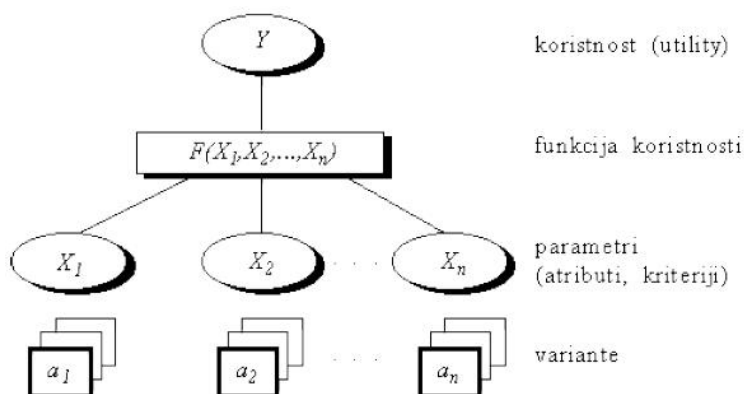 Y koristnost (utility)
F(X₁,X₂,...,Xₙ) funkcija koristnosti
X₁ X₂ . . . Xₙ parametri
(atributi, kriteriji)
a₁ a₂ . . . aₙ variante